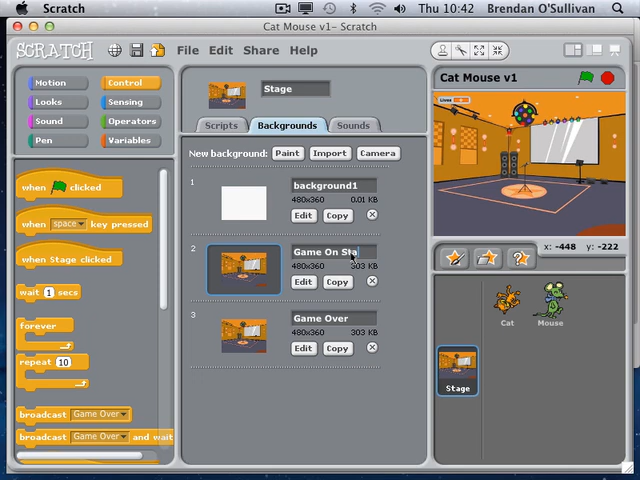 Scratch
Thu 10:42 Brendan O'Sullivan
Cat Mouse v1– Scratch
SCRATCH File Edit Share Help
Motion Control
Looks Sensing
Sound Operators
Pen Variables
when clicked
when space key pressed
when Stage clicked
wait 1 secs
forever
repeat 10
broadcast Game Over
broadcast Game Over and wait
Stage
Scripts Backgrounds Sounds
New background: Paint Import Camera
1
background1
480x360 0.01 KB
Edit Copy
2
Game On Sta
480x360 303 KB
Edit Copy
3
Game Over
480x360 303 KB
Edit Copy
Cat Mouse v1
Lives
x: -448 y: -222
Cat Mouse
Stage